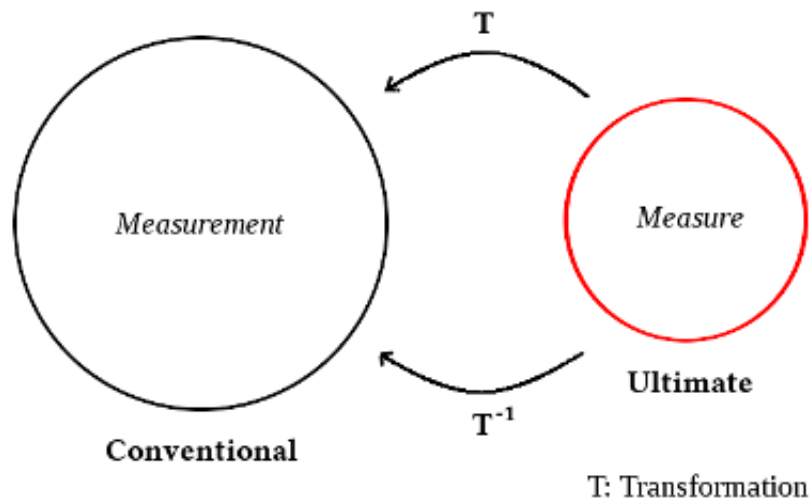 T
Measurement
Measure
Ultimate
T⁻¹
Conventional
T: Transformation